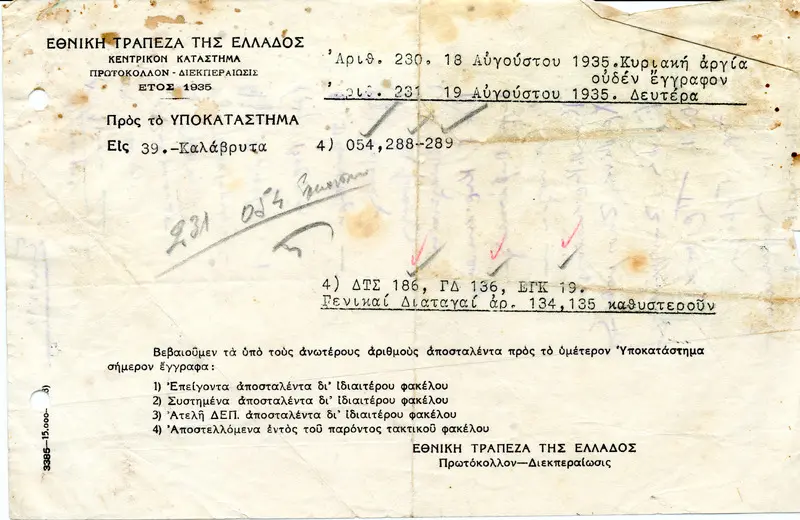 ΕΘΝΙΚΗ ΤΡΑΠΕΖΑ ΤΗΣ ΕΛΛΑΔΟΣ
ΚΕΝΤΡΙΚΟΝ ΚΑΤΑΣΤΗΜΑ
ΠΡΩΤΟΚΟΛΛΟΝ - ΔΙΕΚΠΕΡΑΙΩΣΙΣ
ΕΤΟΣ 1935
Ἀριθ. 230. 18 Αὐγούστου 1935. Κυριακή ἀργία
οὐδέν ἔγγραφον
Ἀριθ. 231 19 Αὐγούστου 1935. Δευτέρα
Πρὸς τὸ ΥΠΟΚΑΤΑΣΤΗΜΑ
Εἰς 39.-Καλάβρυτα
4) 054,288-289
231 054
4) ΔΤΣ 186, ΓΔ 136, ΕΓΚ 19.
Γενικαί Διαταγαί ἀρ. 134,135 καθυστεροῦν
Βεβαιοῦμεν τὰ ὑπὸ τοὺς ἀνωτέρους ἀριθμοὺς ἀποσταλέντα πρὸς τὸ ὑμέτερον Ὑποκατάστημα
σήμερον ἔγγραφα:
1) Ἐπείγοντα ἀποσταλέντα δι' ἰδιαιτέρου φακέλου
2) Συστημένα ἀποσταλέντα δι' ἰδιαιτέρου φακέλου
3) Ἀτελῆ ΔΕΠ. ἀποσταλέντα δι' ἰδιαιτέρου φακέλου
4) Ἀποστελλόμενα ἐντὸς τοῦ παρόντος τακτικοῦ φακέλου
ΕΘΝΙΚΗ ΤΡΑΠΕΖΑ ΤΗΣ ΕΛΛΑΔΟΣ
Πρωτόκολλον—Διεκπεραίωσις